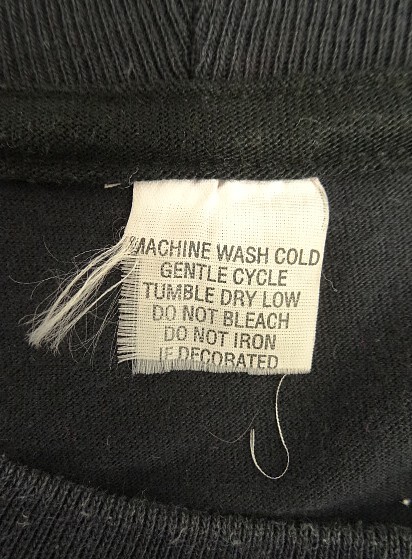 MACHINE WASH COLD
GENTLE CYCLE
TUMBLE DRY LOW
DO NOT BLEACH
DO NOT IRON
IF DECORATED